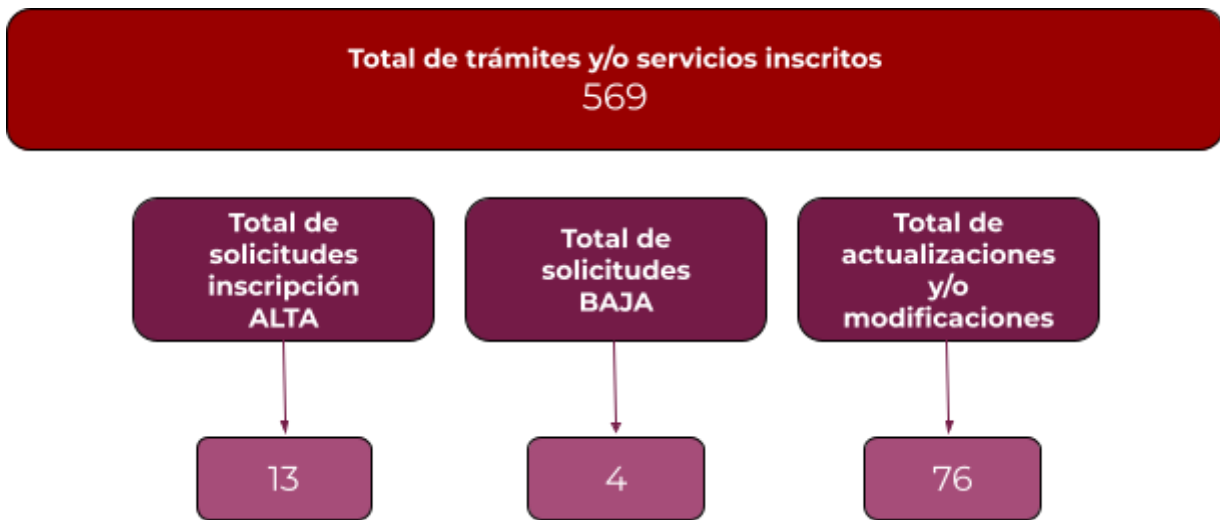 Total de trámites y/o servicios inscritos
569
Total de
solicitudes
inscripción
ALTA
Total de
solicitudes
BAJA
Total de
actualizaciones
y/o
modificaciones
13
4
76